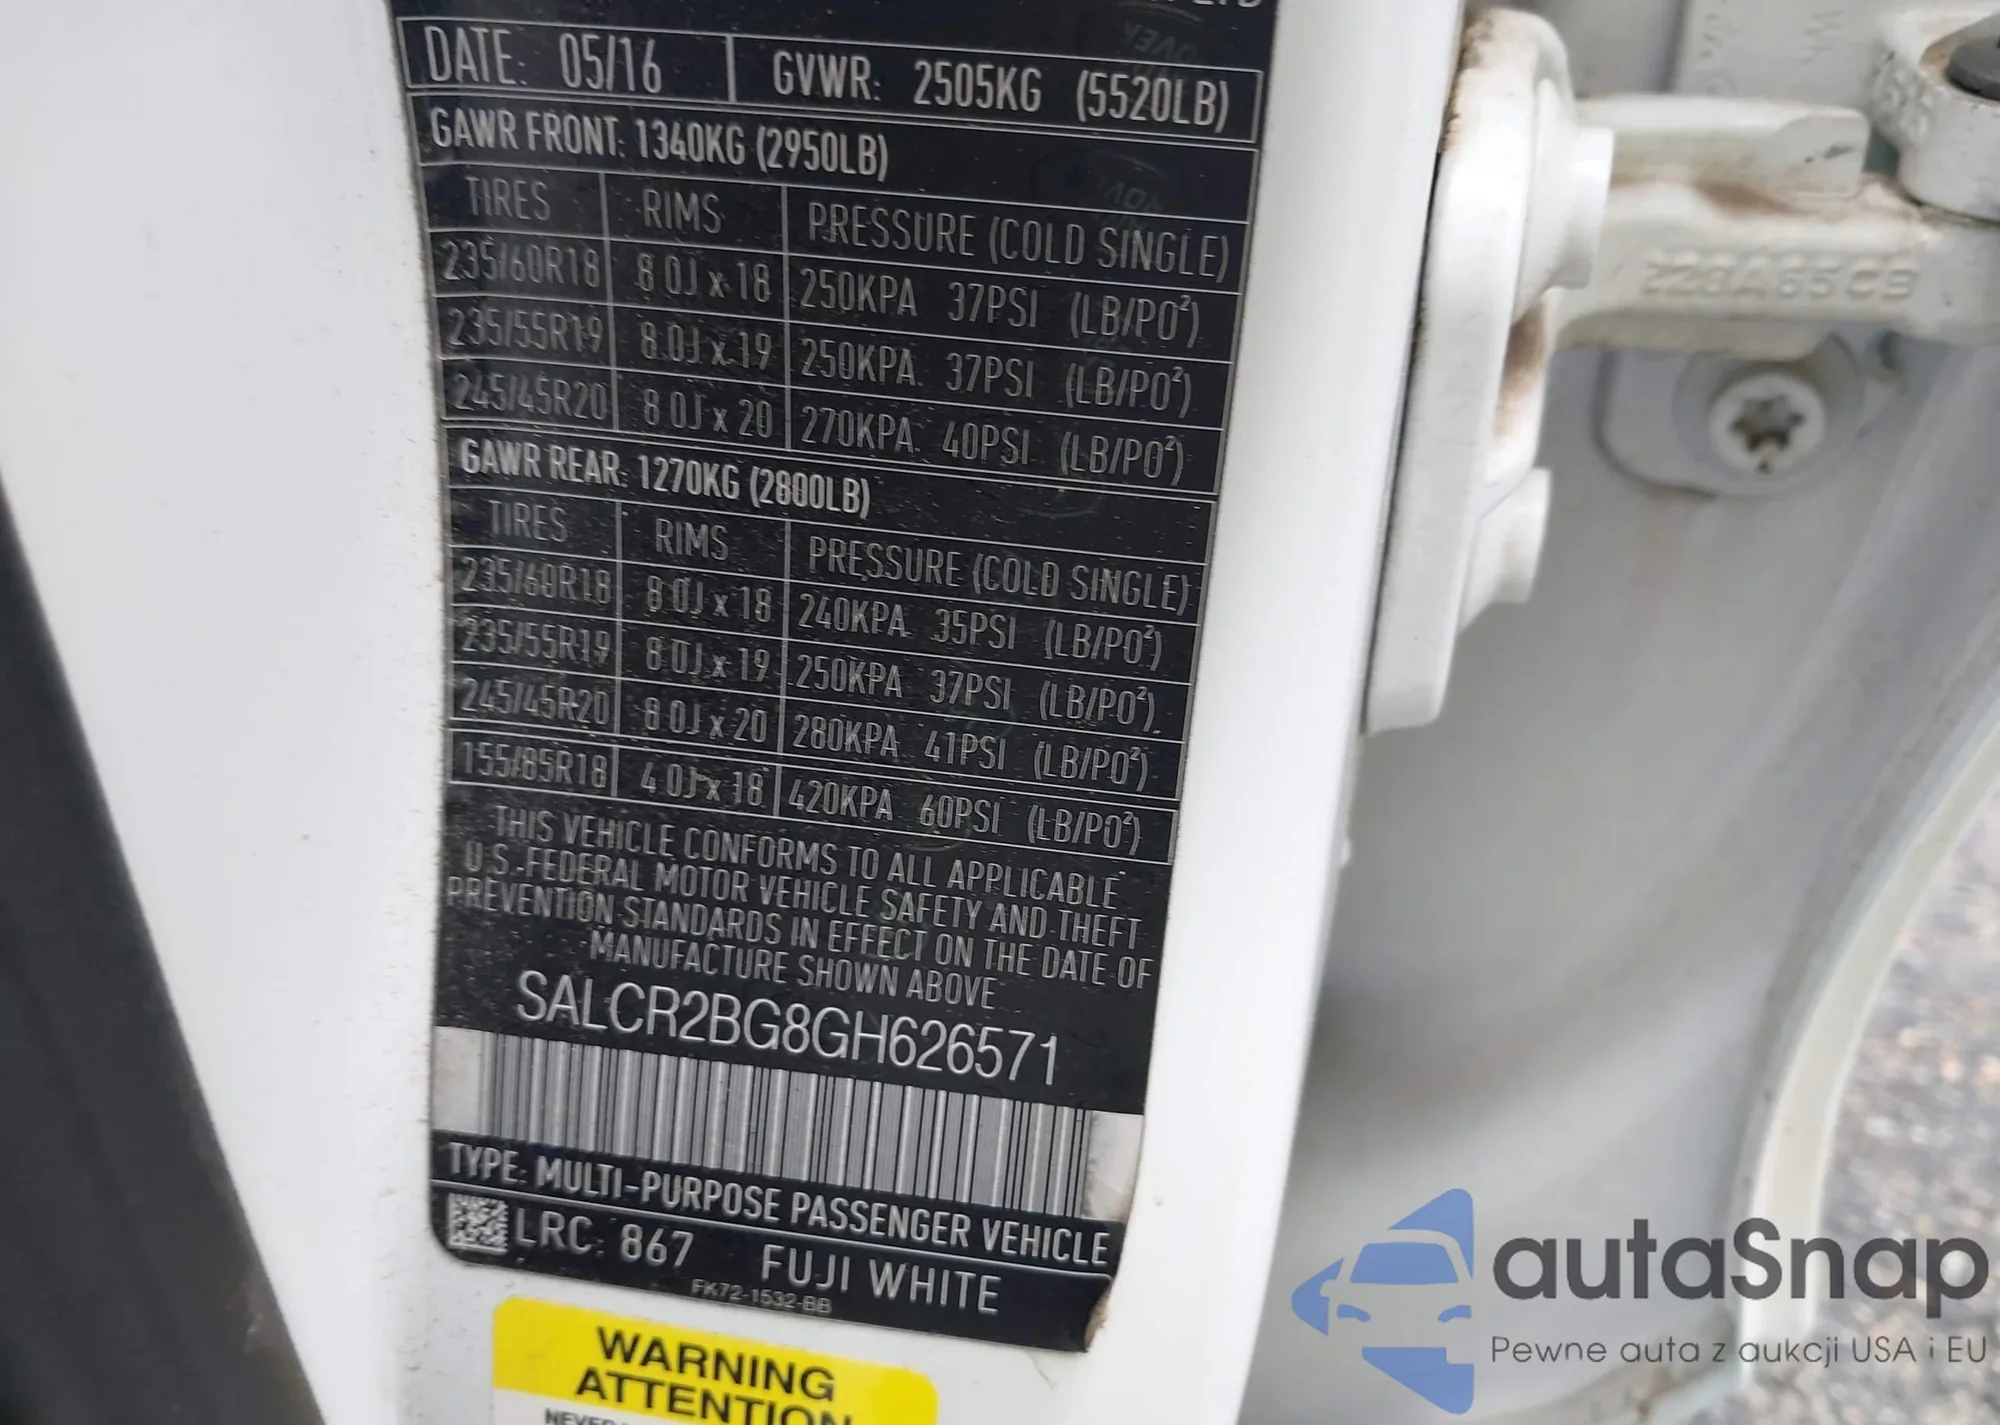 DATE: 05/16 GVWR: 2505KG (5520LB)
GAWR FRONT: 1340KG (2950LB)
TIRES RIMS PRESSURE (COLD SINGLE)
235/60R18 8.0J x 18 250KPA 37PSI (LB/PO²)
235/55R19 8.0J x 19 250KPA. 37PSI (LB/PO²)
245/45R20 8.0J x 20 270KPA. 40PSI (LB/PO²)
GAWR REAR: 1270KG (2800LB)
TIRES RIMS PRESSURE (COLD SINGLE)
235/60R18 8.0J x 18 240KPA. 35PSI (LB/PO²)
235/55R19 8.0J x 19 250KPA 37PSI (LB/PO²)
245/45R20 8.0J x 20 280KPA 41PSI (LB/PO²)
155/85R18 4.0J x 18 420KPA 60PSI (LB/PO²)
THIS VEHICLE CONFORMS TO ALL APPLICABLE
U.S. FEDERAL MOTOR VEHICLE SAFETY AND THEFT
PREVENTION STANDARDS IN EFFECT ON THE DATE OF
MANUFACTURE SHOWN ABOVE
SALCR2BG8GH626571
TYPE: MULTI-PURPOSE PASSENGER VEHICLE
LRC: 867 FUJI WHITE
FK72-1532-BB
WARNING
ATTENTION
228A65CB
autaSnap
Pewne auta z aukcji USA i EU